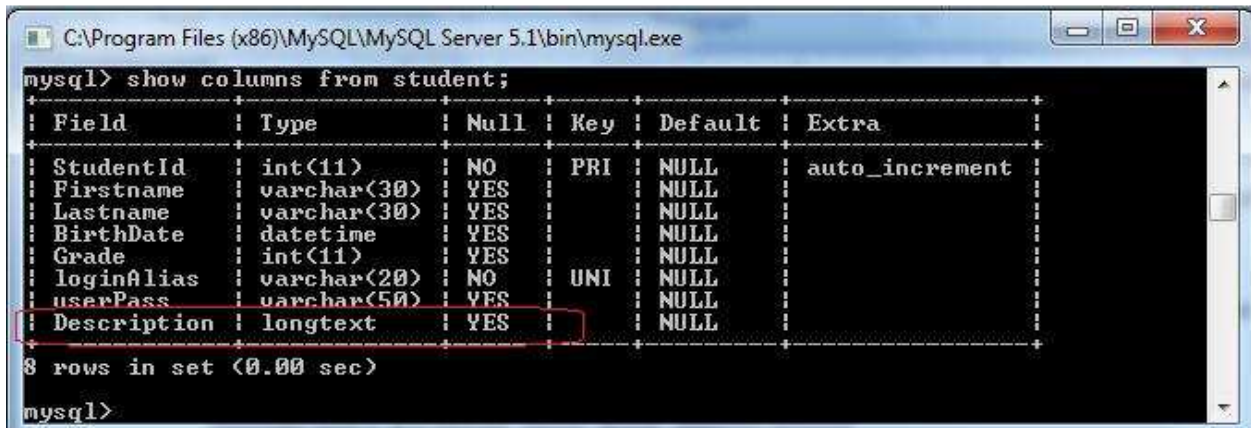 C:\Program Files (x86)\MySQL\MySQL Server 5.1\bin\mysql.exe
mysql> show columns from student;
| Field | Type | Null | Key | Default | Extra |
| StudentId | int(11) | NO | PRI | NULL | auto_increment |
| Firstname | varchar(30) | YES | | NULL | |
| Lastname | varchar(30) | YES | | NULL | |
| BirthDate | datetime | YES | | NULL | |
| Grade | int(11) | YES | | NULL | |
| loginAlias | varchar(20) | NO | UNI | NULL | |
| userPass | varchar(50) | YES | | NULL | |
| Description | longtext | YES | | NULL | |
8 rows in set (0.00 sec)
mysql>